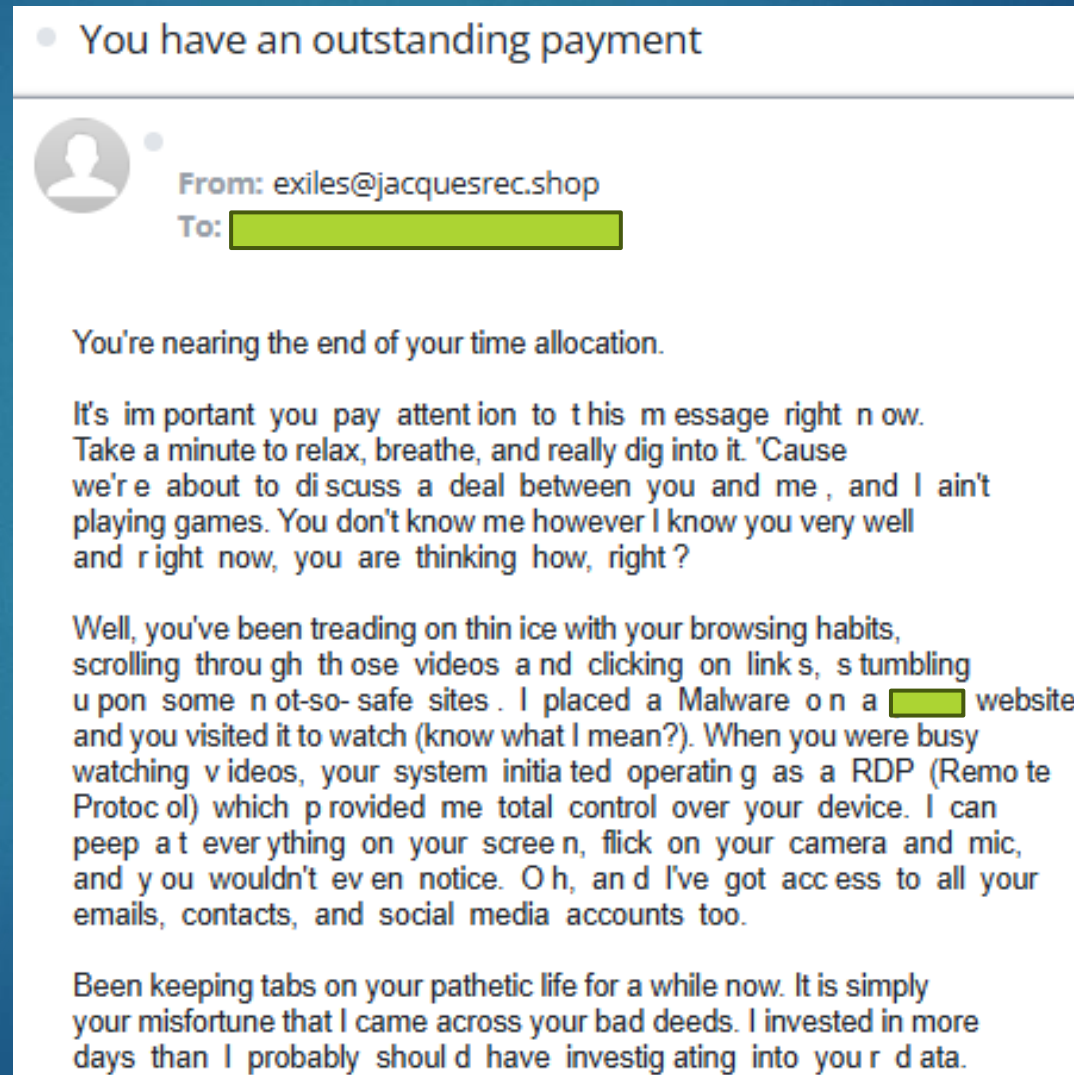 You have an outstanding payment
From: exiles@jacquesrec.shop
To:
You're nearing the end of your time allocation.
It's im portant you pay attent ion to t his m essage right n ow.
Take a minute to relax, breathe, and really dig into it. 'Cause
we'r e about to di scuss a deal between you and me , and I ain't
playing games. You don't know me however I know you very well
and r ight now, you are thinking how, right ?
Well, you've been treading on thin ice with your browsing habits,
scrolling throu gh th ose videos a nd clicking on link s, s tumbling
u pon some n ot-so- safe sites . I placed a Malware o n a website
and you visited it to watch (know what I mean?). When you were busy
watching v ideos, your system initia ted operatin g as a RDP (Remo te
Protoc ol) which p rovided me total control over your device. I can
peep a t ever ything on your scree n, flick on your camera and mic,
and y ou wouldn't ev en notice. O h, an d I've got acc ess to all your
emails, contacts, and social media accounts too.
Been keeping tabs on your pathetic life for a while now. It is simply
your misfortune that I came across your bad deeds. I invested in more
days than I probably shoul d have investig ating into you r d ata.